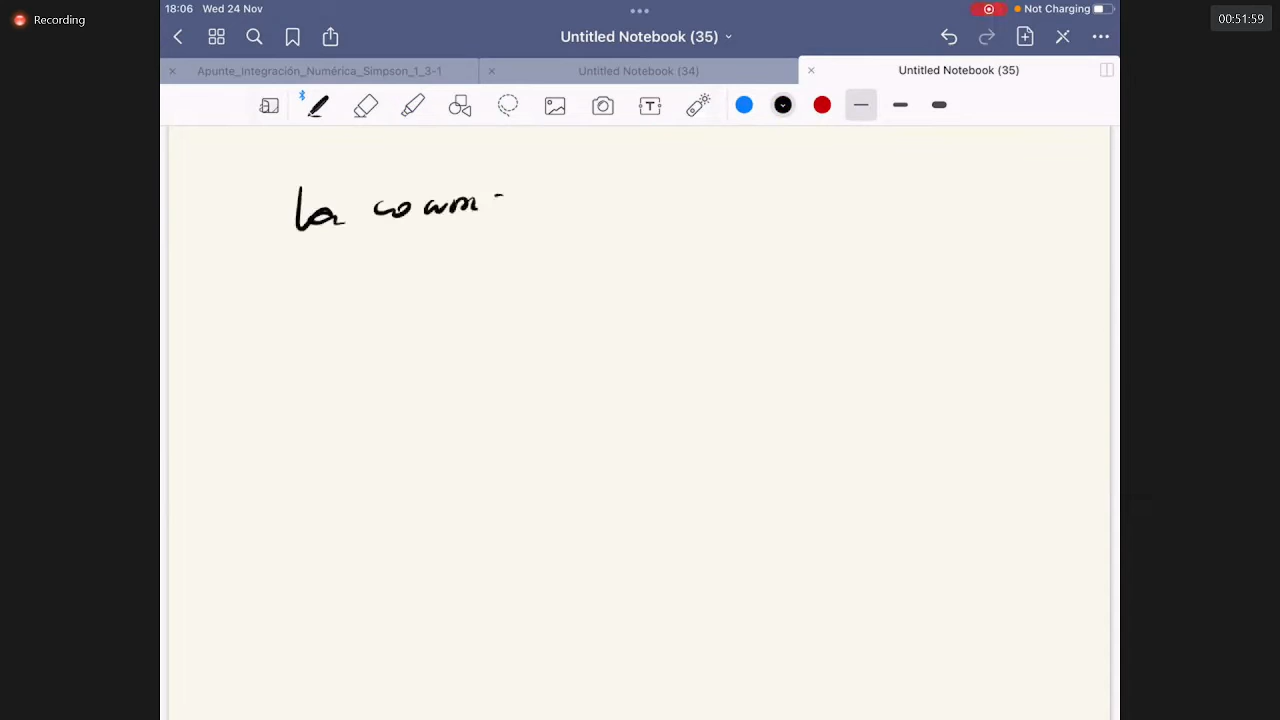 Recording
18:06 Wed 24 Nov
Not Charging
00:51:59
Untitled Notebook (35)
Apunte_Integración_Numérica_Simpson_1_3-1
Untitled Notebook (34)
Untitled Notebook (35)
T
La